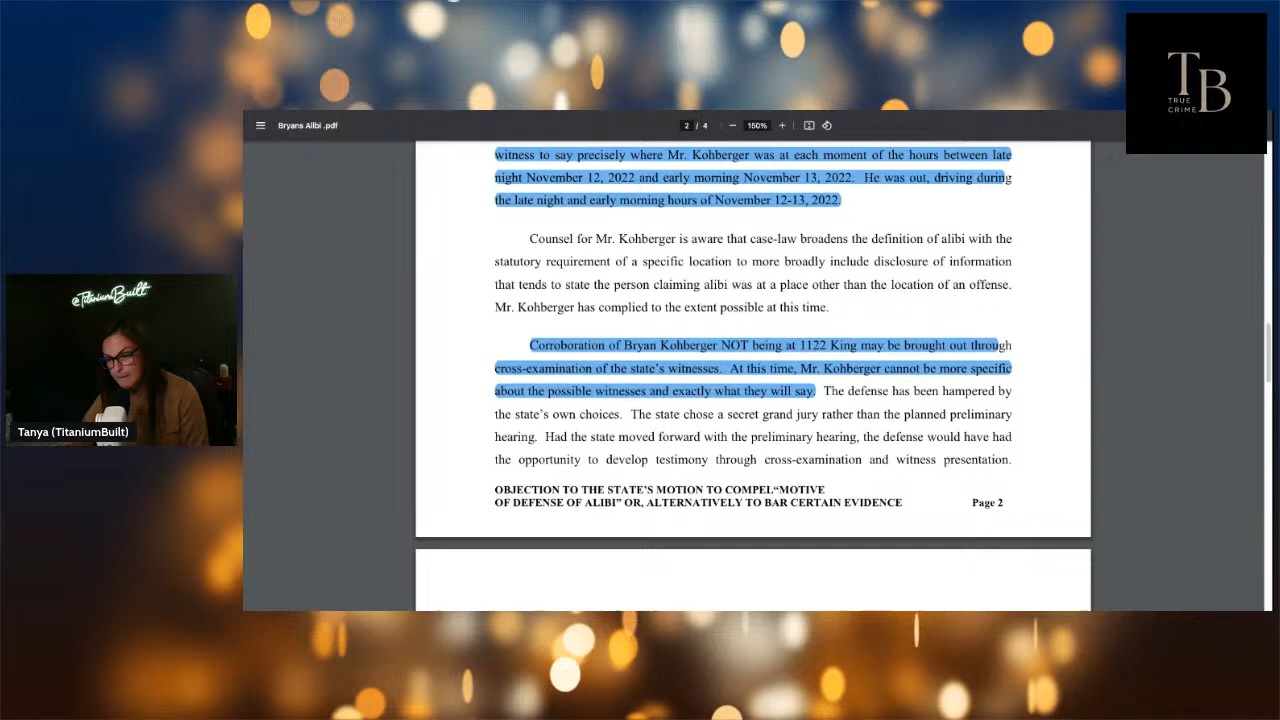 TB
TRUE
CRIME
Bryans Alibi .pdf
2 / 4
150%
witness to say precisely where Mr. Kohberger was at each moment of the hours between late
night November 12, 2022 and early morning November 13, 2022. He was out, driving during
the late night and early morning hours of November 12-13, 2022.
Counsel for Mr. Kohberger is aware that case-law broadens the definition of alibi with the
statutory requirement of a specific location to more broadly include disclosure of information
that tends to state the person claiming alibi was at a place other than the location of an offense.
Mr. Kohberger has complied to the extent possible at this time.
Corroboration of Bryan Kohberger NOT being at 1122 King may be brought out through
cross-examination of the state's witnesses. At this time, Mr. Kohberger cannot be more specific
about the possible witnesses and exactly what they will say. The defense has been hampered by
the state's own choices. The state chose a secret grand jury rather than the planned preliminary
hearing. Had the state moved forward with the preliminary hearing, the defense would have had
the opportunity to develop testimony through cross-examination and witness presentation.
OBJECTION TO THE STATE'S MOTION TO COMPEL“MOTIVE
OF DEFENSE OF ALIBI” OR, ALTERNATIVELY TO BAR CERTAIN EVIDENCE
Page 2
@TitaniumBuilt
Tanya (TitaniumBuilt)